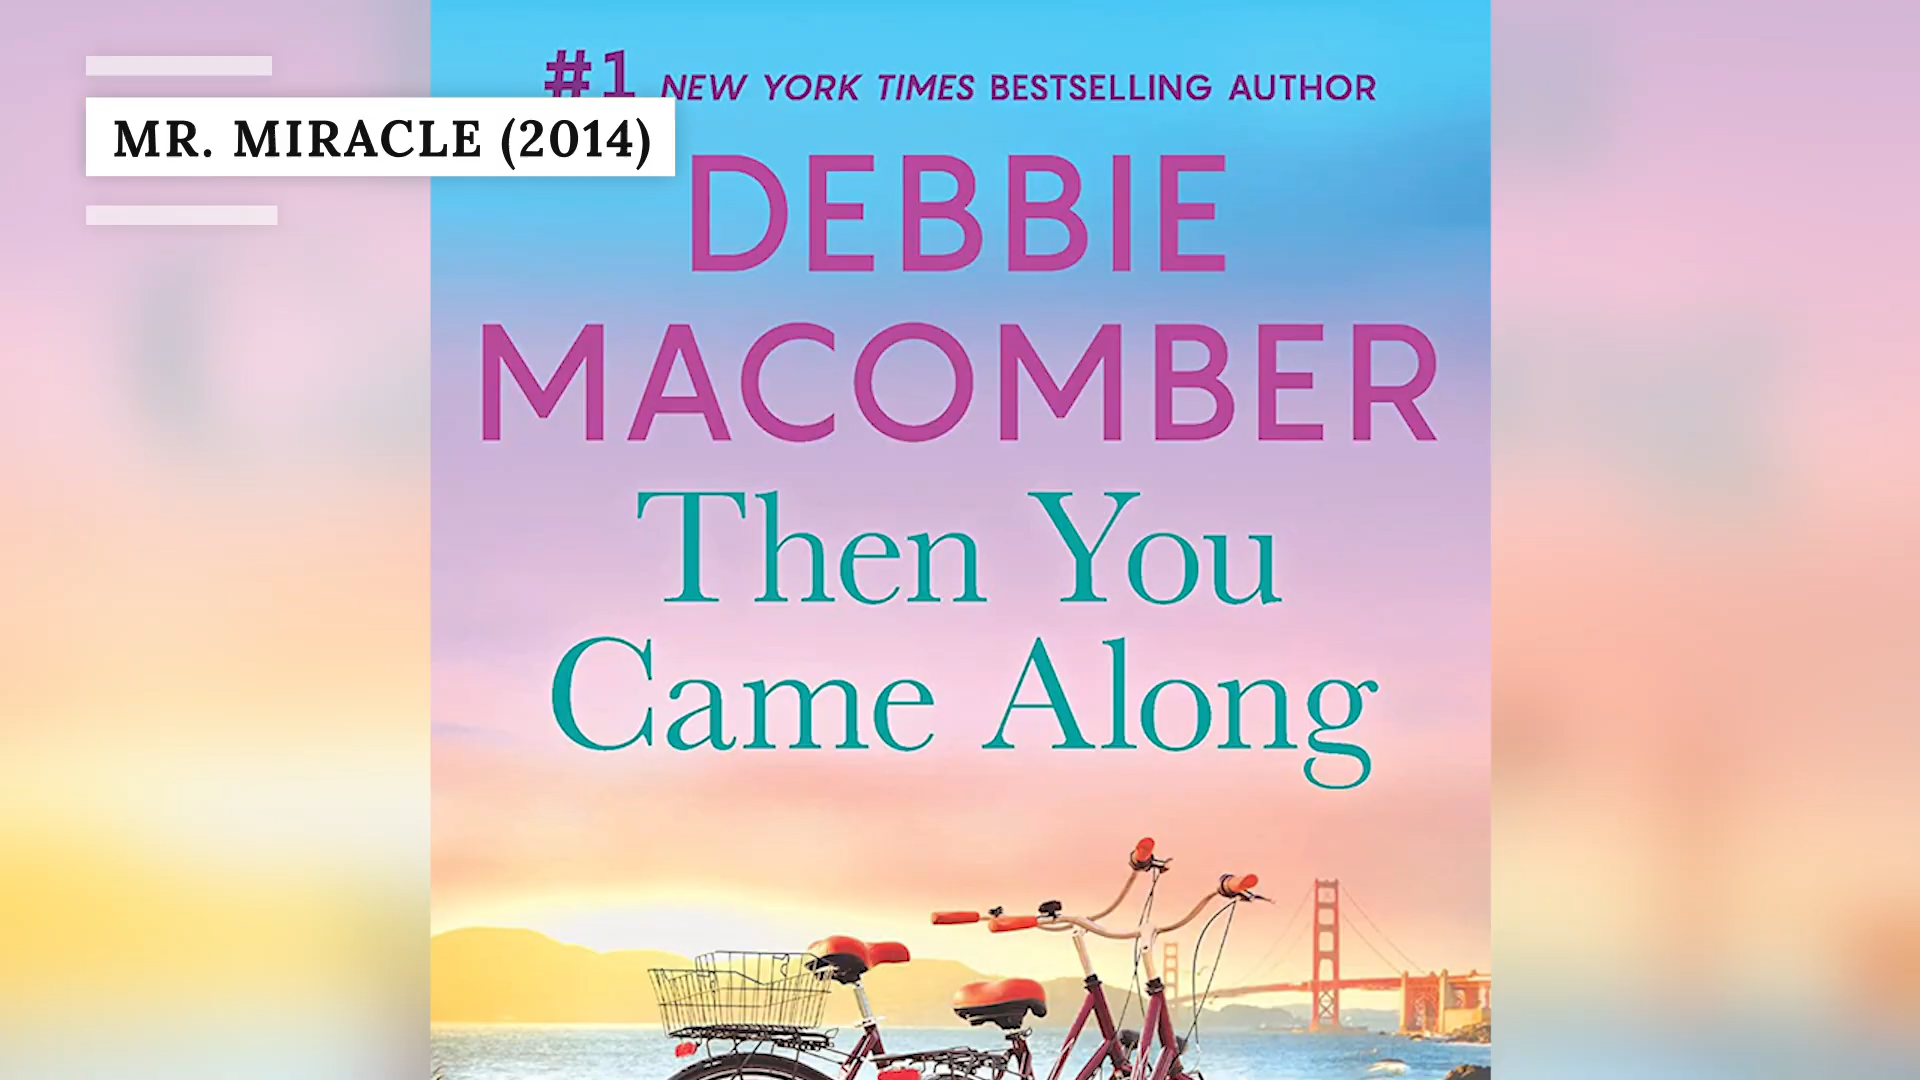 #1 NEW YORK TIMES BESTSELLING AUTHOR
MR. MIRACLE (2014)
DEBBIE
MACOMBER
Then You
Came Along